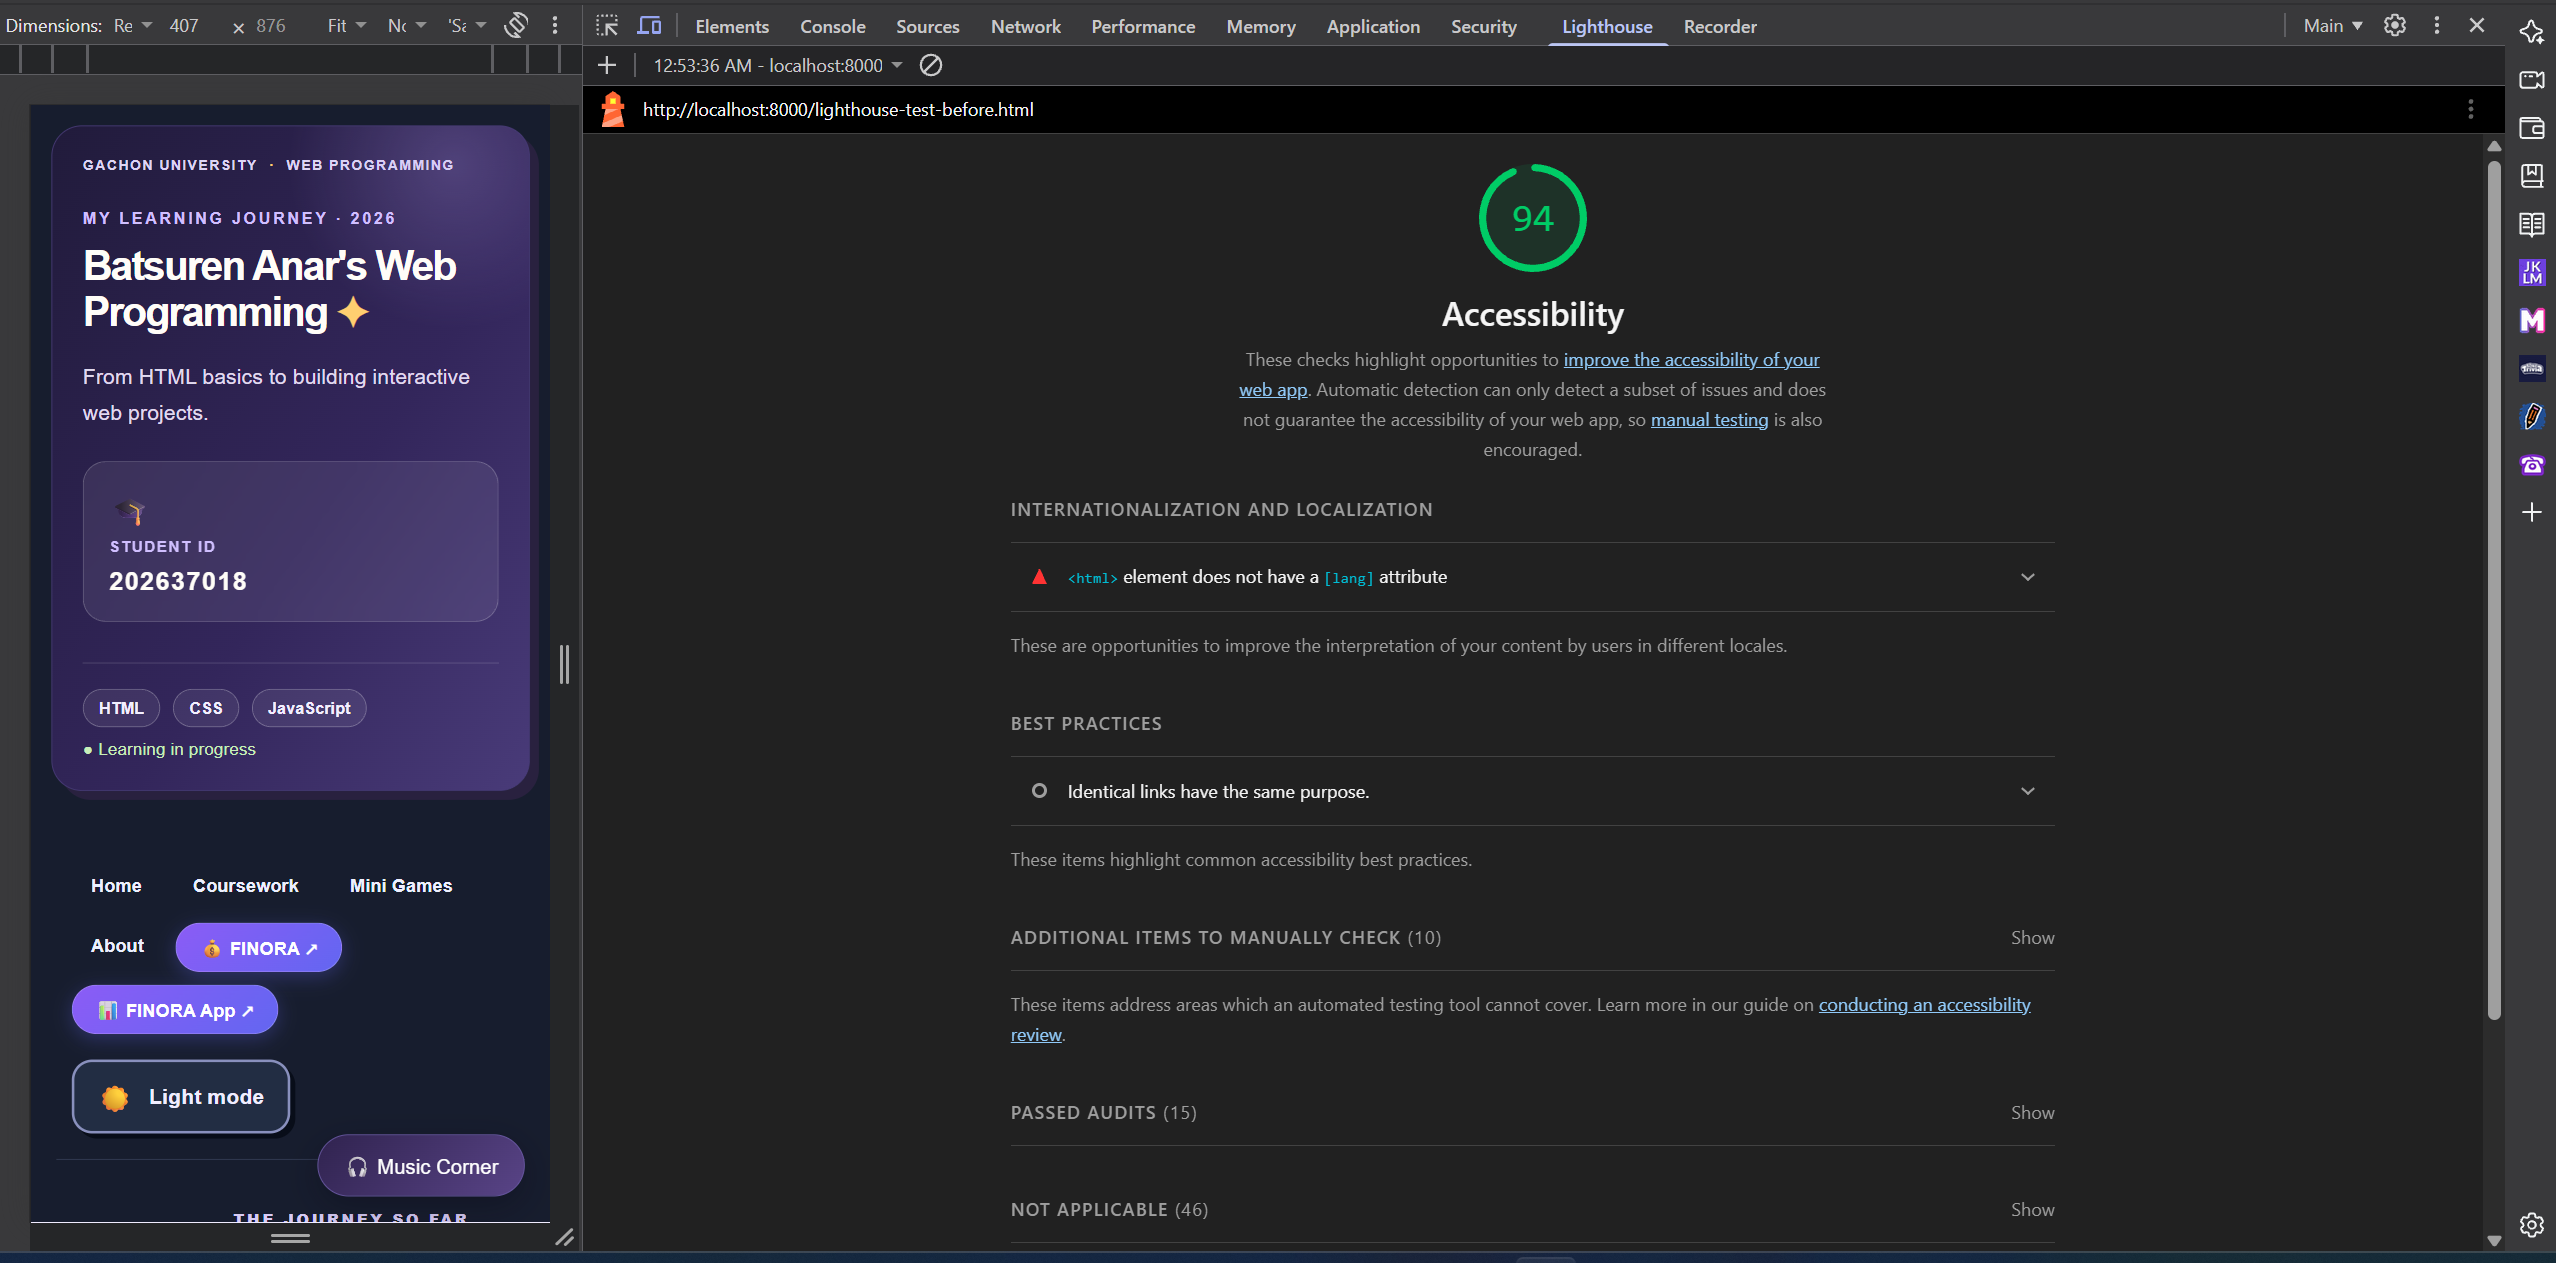 Dimensions: Re 407 × 876 Fit No 'Sa
Elements Console Sources Network Performance Memory Application Security Lighthouse Recorder Main
12:53:36 AM - localhost:8000
http://localhost:8000/lighthouse-test-before.html
GACHON UNIVERSITY · WEB PROGRAMMING
MY LEARNING JOURNEY · 2026
Batsuren Anar's Web
Programming
From HTML basics to building interactive
web projects.
STUDENT ID
202637018
HTML CSS JavaScript
● Learning in progress
Home Coursework Mini Games
About FINORA ↗
FINORA App ↗
Light mode
Music Corner
THE JOURNEY SO FAR
94
Accessibility
These checks highlight opportunities to improve the accessibility of your
web app. Automatic detection can only detect a subset of issues and does
not guarantee the accessibility of your web app, so manual testing is also
encouraged.
INTERNATIONALIZATION AND LOCALIZATION
<html> element does not have a [lang] attribute
These are opportunities to improve the interpretation of your content by users in different locales.
BEST PRACTICES
Identical links have the same purpose.
These items highlight common accessibility best practices.
ADDITIONAL ITEMS TO MANUALLY CHECK (10) Show
These items address areas which an automated testing tool cannot cover. Learn more in our guide on conducting an accessibility
review.
PASSED AUDITS (15) Show
NOT APPLICABLE (46) Show
JK
LM
M